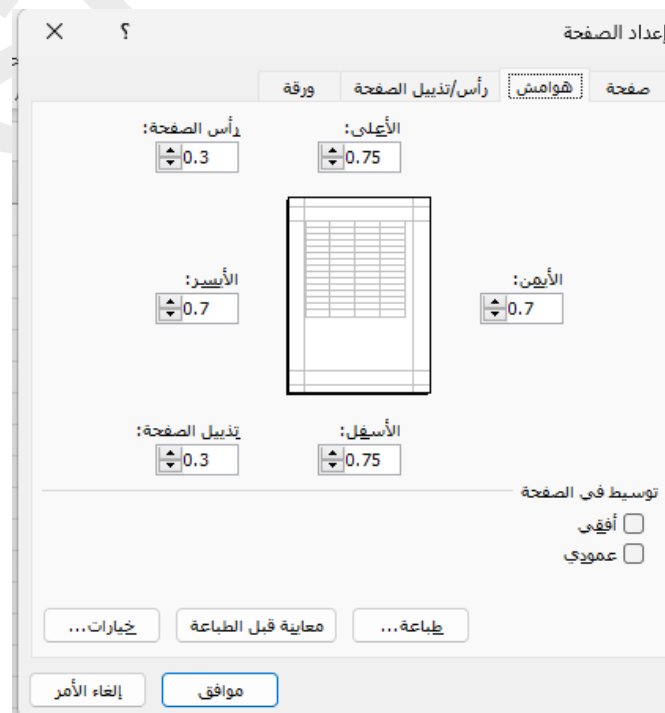 إعداد الصفحة ؟ ×
صفحة هوامش رأس/تذييل الصفحة ورقة
الأعلى: رأس الصفحة:
0.75 0.3
الأيمن: الأيسر:
0.7 0.7
الأسفل: تذييل الصفحة:
0.75 0.3
توسيط في الصفحة
أفقي
عمودي
طباعة... معاينة قبل الطباعة خيارات...
موافق إلغاء الأمر